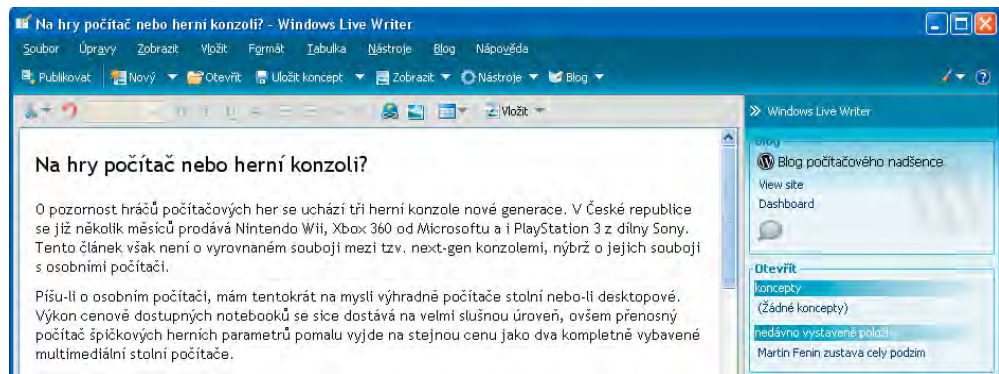 Na hry počítač nebo herní konzoli? - Windows Live Writer
Soubor Úpravy Zobrazit Vložit Formát Tabulka Nástroje Blog Nápověda
Publikovat Nový Otevřít Uložit koncept Zobrazit Nástroje Blog
Vložit
Na hry počítač nebo herní konzoli?
O pozornost hráčů počítačových her se uchází tři herní konzole nové generace. V České republice
se již několik měsíců prodává Nintendo Wii, Xbox 360 od Microsoftu a i PlayStation 3 z dílny Sony.
Tento článek však není o vyrovnaném souboji mezi tzv. next-gen konzolemi, nýbrž o jejich souboji
s osobními počítači.
Píšu-li o osobním počítači, mám tentokrát na mysli výhradně počítače stolní nebo-li desktopové.
Výkon cenově dostupných notebooků se sice dostává na velmi slušnou úroveň, ovšem přenosný
počítač špičkových herních parametrů pomalu vyjde na stejnou cenu jako dva kompletně vybavené
multimediální stolní počítače.
Windows Live Writer
Blog
Blog počítačového nadšence
View site
Dashboard
Otevřít
koncepty
(Žádné koncepty)
nedávno vystavené polož
Martin Fenin zustava cely podzim